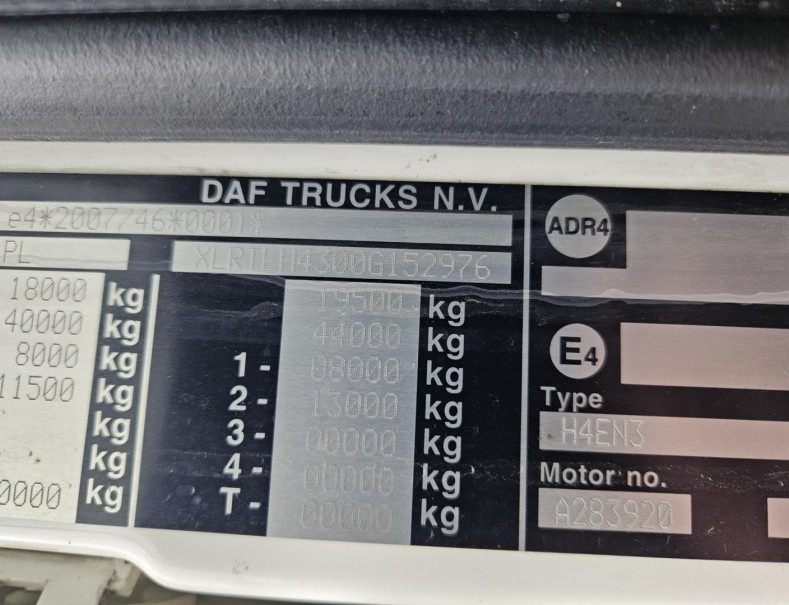 DAF TRUCKS N.V.
e4*2007/46*0001*
PL XLRTLH4300G152976
18000 kg 19500 kg
40000 kg 44000 kg
8000 kg 1- 08000 kg
11500 kg 2- 13000 kg
kg 3- 00000 kg
kg 4- 00000 kg
0000 kg T- 00000 kg
ADR4
E4
Type
H4EN3
Motor no.
A283920